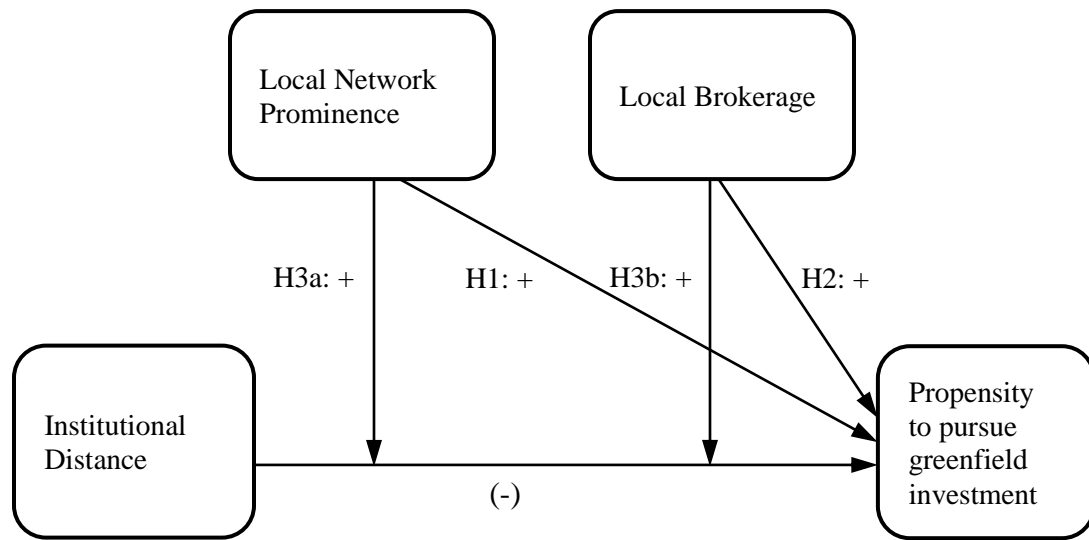 Local Network
Prominence
Local Brokerage
H3a: +
H1: +
H3b: +
H2: +
Institutional
Distance
Propensity
to pursue
greenfield
investment
(-)